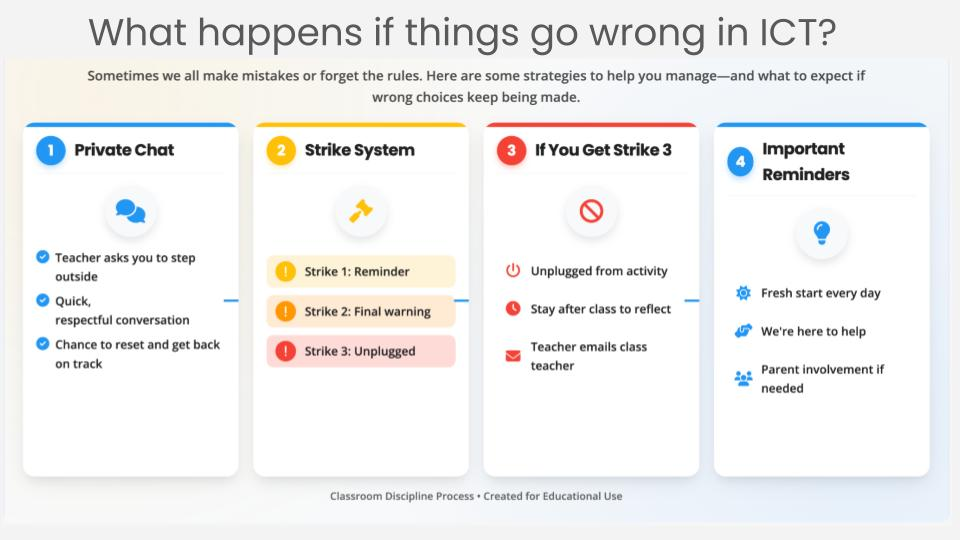 What happens if things go wrong in ICT?
Sometimes we all make mistakes or forget the rules. Here are some strategies to help you manage—and what to expect if
wrong choices keep being made.
1 Private Chat
Teacher asks you to step
outside
Quick,
respectful conversation
Chance to reset and get back
on track
2 Strike System
Strike 1: Reminder
Strike 2: Final warning
Strike 3: Unplugged
3 If You Get Strike 3
Unplugged from activity
Stay after class to reflect
Teacher emails class
teacher
4 Important
Reminders
Fresh start every day
We're here to help
Parent involvement if
needed
Classroom Discipline Process • Created for Educational Use